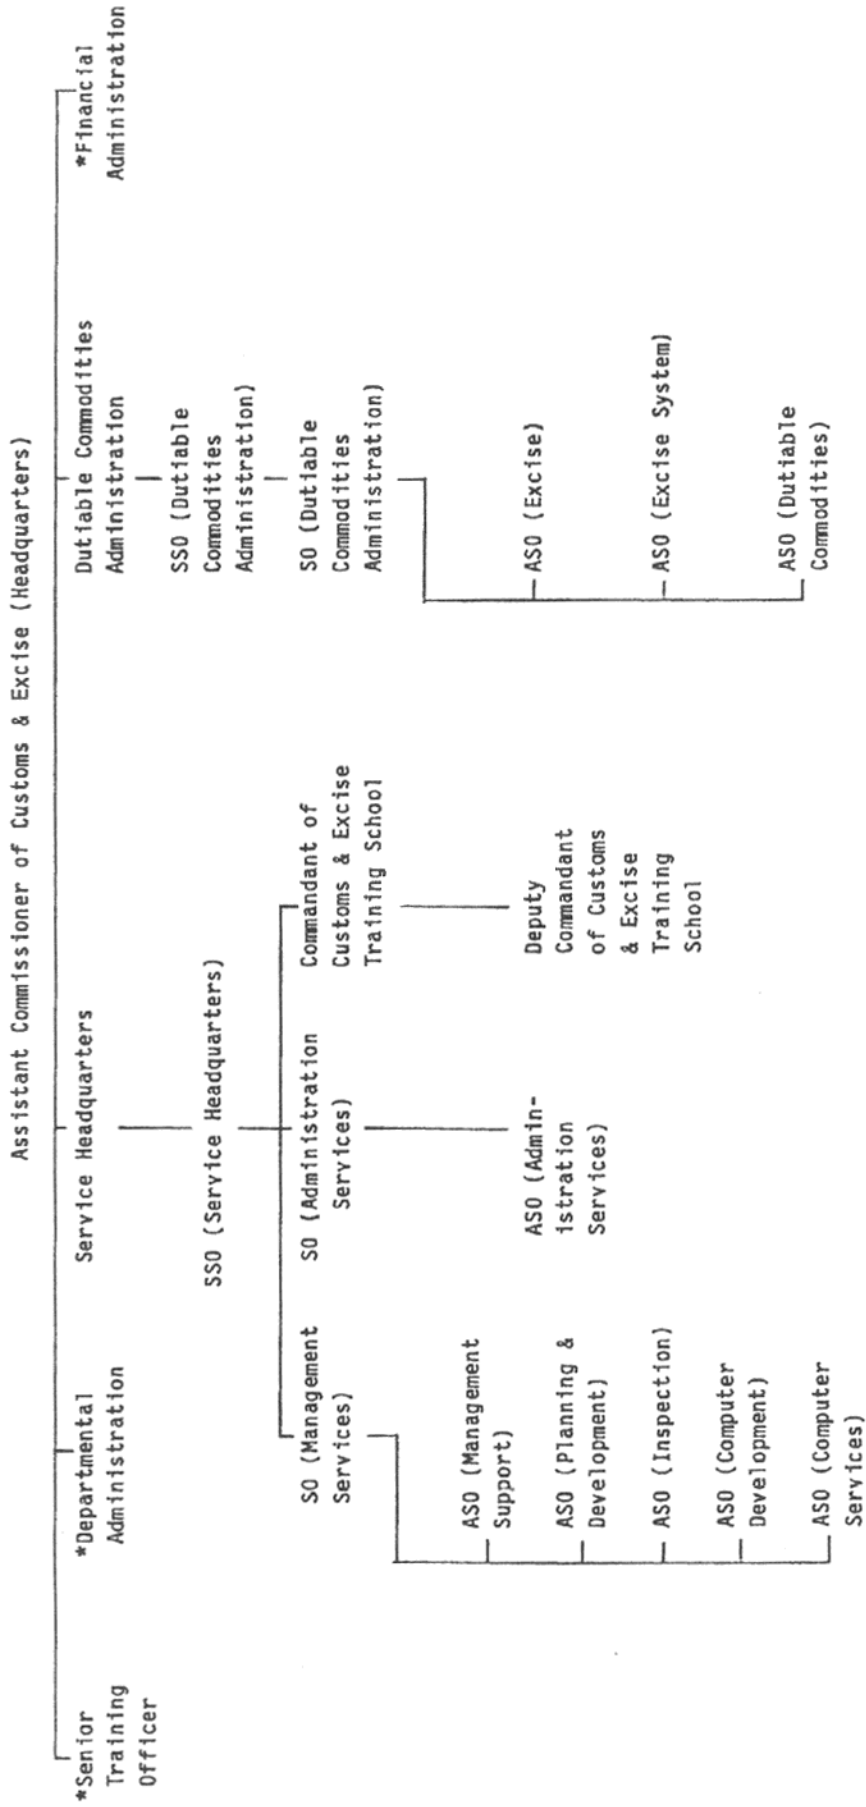 Assistant Commissioner of Customs & Excise (Headquarters)
*Senior
Training
Officer
*Departmental
Administration
Service Headquarters
Dutiable Commodities
Administration
*Financial
Administration
SSO (Service Headquarters)
SSO (Dutiable
Commodities
Administration)
SO (Management
Services)
SO (Administration
Services)
Commandant of
Customs & Excise
Training School
SO (Dutiable
Commodities
Administration)
ASO (Management
Support)
ASO (Planning &
Development)
ASO (Inspection)
ASO (Computer
Development)
ASO (Computer
Services)
ASO (Admin-
istration
Services)
Deputy
Commandant
of Customs
& Excise
Training
School
ASO (Excise)
ASO (Excise System)
ASO (Dutiable
Commodities)